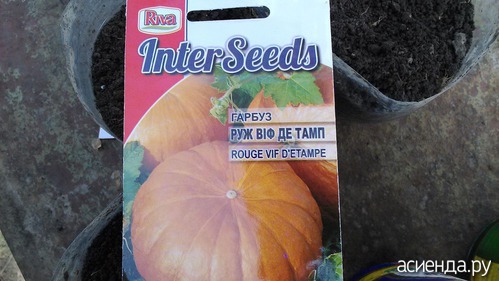 Riva
InterSeeds
ГАРБУЗ
РУЖ ВІФ ДЕ ТАМП
ROUGE VIF D'ETAMPE
асиенда.ру